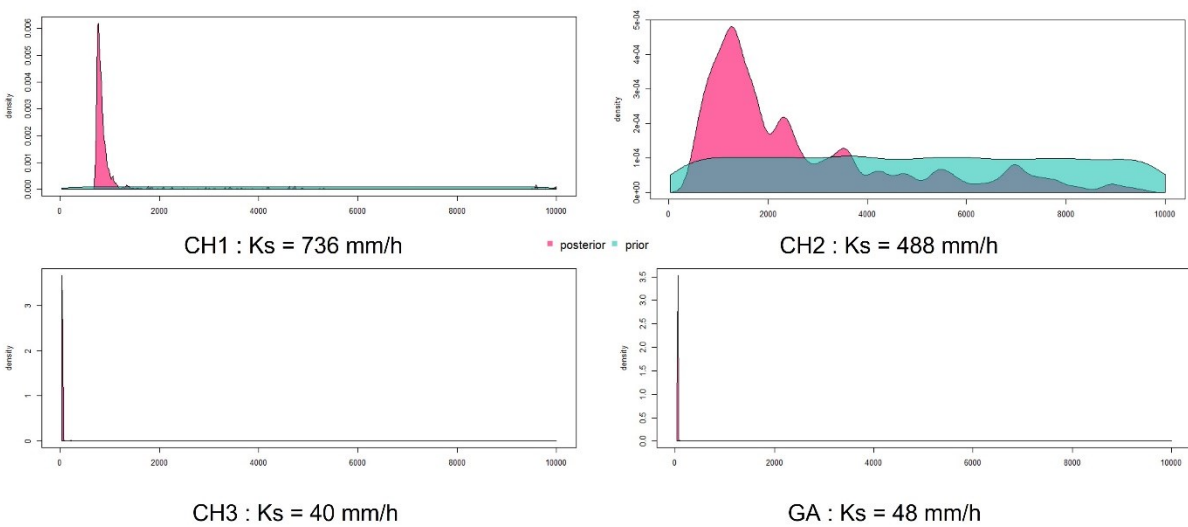 0.006
0.005
0.004
0.003
0.002
0.001
0.000
density
0 2000 4000 6000 8000 10000
CH1 : Ks = 736 mm/h
5e-04
4e-04
3e-04
2e-04
1e-04
0e+00
density
0 2000 4000 6000 8000 10000
CH2 : Ks = 488 mm/h
posterior prior
3
2
1
0
density
0 2000 4000 6000 8000 10000
CH3 : Ks = 40 mm/h
3.5
3.0
2.5
2.0
1.5
1.0
0.5
0.0
density
0 2000 4000 6000 8000 10000
GA : Ks = 48 mm/h